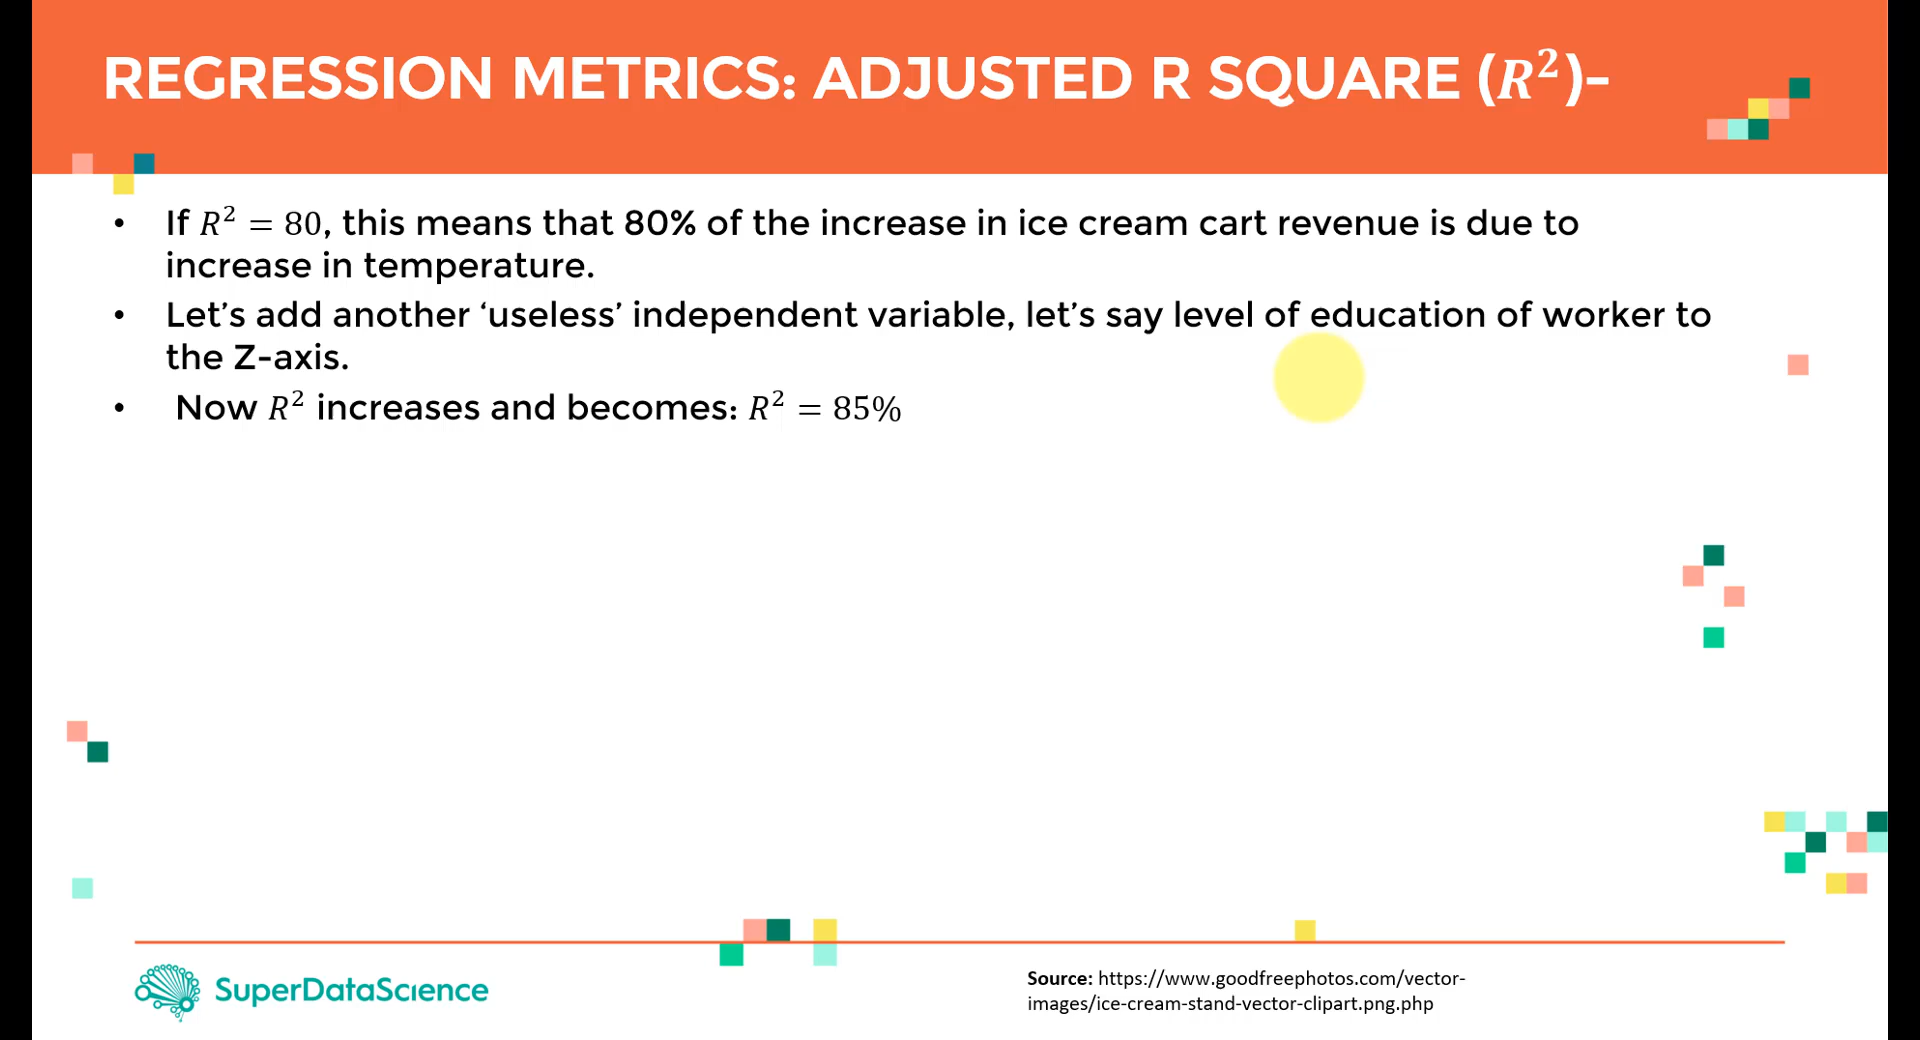 REGRESSION METRICS: ADJUSTED R SQUARE (R²)-
• If R² = 80, this means that 80% of the increase in ice cream cart revenue is due to
increase in temperature.
• Let’s add another ‘useless’ independent variable, let’s say level of education of worker to
the Z-axis.
• Now R² increases and becomes: R² = 85%
SuperDataScience
Source: https://www.goodfreephotos.com/vector-
images/ice-cream-stand-vector-clipart.png.php